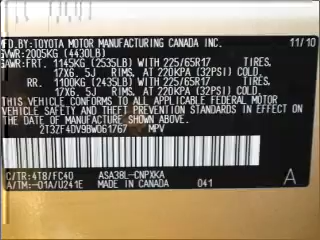 MFD.BY:TOYOTA MOTOR MANUFACTURING CANADA INC. 11/10
GVWR:2005KG (4430LB)
GAWR:FRT. 1145KG (2535LB) WITH 225/65R17 TIRES,
17X6.5J RIMS, AT 220KPA (32PSI) COLD.
RR. 1100KG (2435LB) WITH 225/65R17 TIRES,
17X6.5J RIMS, AT 220KPA (32PSI) COLD.
THIS VEHICLE CONFORMS TO ALL APPLICABLE FEDERAL MOTOR
VEHICLE SAFETY AND THEFT PREVENTION STANDARDS IN EFFECT ON
THE DATE OF MANUFACTURE SHOWN ABOVE.
2T3ZF4DV9BW061767 MPV
C/TR:4T8/FC40 ASA38L-CNPXKA
A/TM:-01A/U241E MADE IN CANADA 041 A